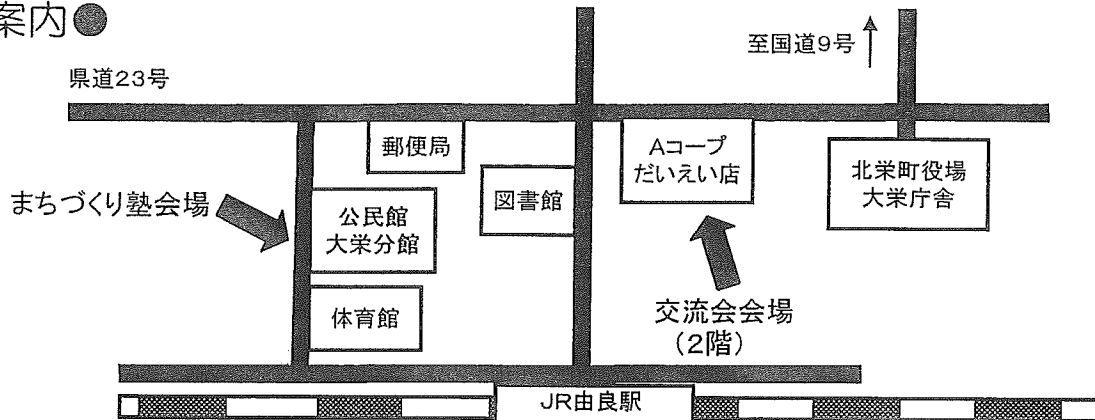 案内●
至国道9号
県道23号
郵便局
Aコープ
だいえい店
北栄町役場
大栄庁舎
図書館
まちづくり塾会場
公民館
大栄分館
体育館
交流会会場
（2階）
JR由良駅